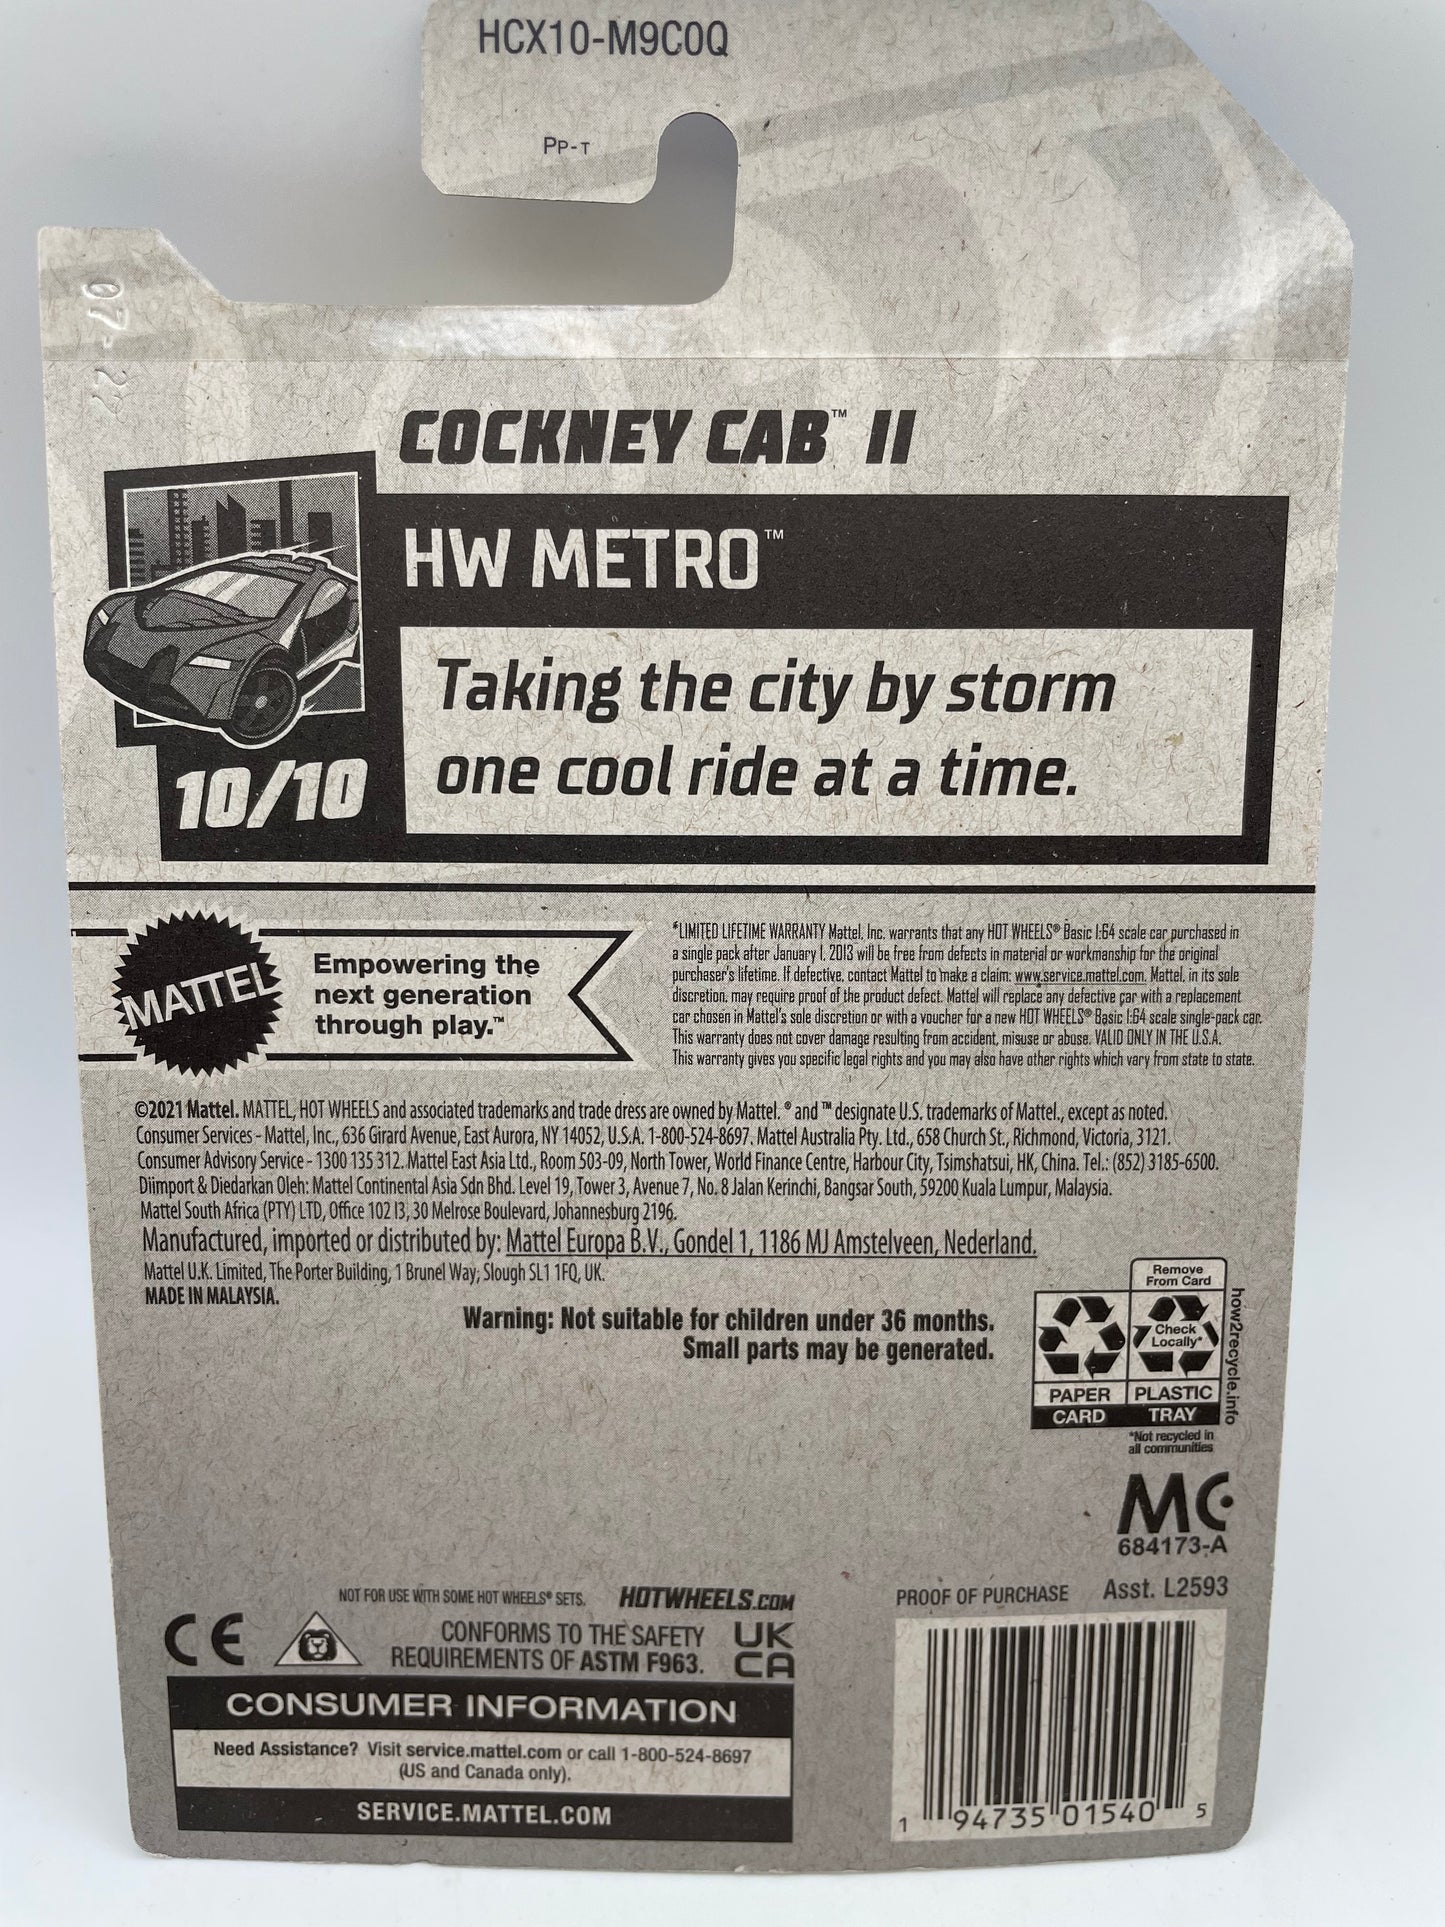 HCX10-M9C0Q
PP-T
07-22
COCKNEY CAB™ II
HW METRO™
Taking the city by storm
one cool ride at a time.
10/10
MATTEL
Empowering the
next generation
through play.™
*LIMITED LIFETIME WARRANTY Mattel, Inc. warrants that any HOT WHEELS® Basic 1:64 scale car purchased in
a single pack after January 1, 2013 will be free from defects in material or workmanship for the original
purchaser's lifetime. If defective, contact Mattel to make a claim: www.service.mattel.com. Mattel, in its sole
discretion, may require proof of the product defect. Mattel will replace any defective car with a replacement
car chosen in Mattel's sole discretion or with a voucher for a new HOT WHEELS® Basic 1:64 scale single-pack car.
This warranty does not cover damage resulting from accident, misuse or abuse. VALID ONLY IN THE U.S.A.
This warranty gives you specific legal rights and you may also have other rights which vary from state to state.
©2021 Mattel. MATTEL, HOT WHEELS and associated trademarks and trade dress are owned by Mattel. ® and ™ designate U.S. trademarks of Mattel., except as noted.
Consumer Services - Mattel, Inc., 636 Girard Avenue, East Aurora, NY 14052, U.S.A. 1-800-524-8697. Mattel Australia Pty. Ltd., 658 Church St., Richmond, Victoria, 3121.
Consumer Advisory Service - 1300 135 312. Mattel East Asia Ltd., Room 503-09, North Tower, World Finance Centre, Harbour City, Tsimshatsui, HK, China. Tel.: (852) 3185-6500.
Diimport & Diedarkan Oleh: Mattel Continental Asia Sdn Bhd. Level 19, Tower 3, Avenue 7, No. 8 Jalan Kerinchi, Bangsar South, 59200 Kuala Lumpur, Malaysia.
Mattel South Africa (PTY) LTD, Office 102 I3, 30 Melrose Boulevard, Johannesburg 2196.
Manufactured, imported or distributed by: Mattel Europa B.V., Gondel 1, 1186 MJ Amstelveen, Nederland.
Mattel U.K. Limited, The Porter Building, 1 Brunel Way, Slough SL1 1FQ, UK.
MADE IN MALAYSIA.
Warning: Not suitable for children under 36 months.
Small parts may be generated.
Remove
From Card
Check
Locally*
PAPER
CARD
PLASTIC
TRAY
how2recycle.info
*Not recycled in
all communities
MC
684173-A
NOT FOR USE WITH SOME HOT WHEELS® SETS.
HOTWHEELS.COM
CE
CONFORMS TO THE SAFETY
REQUIREMENTS OF ASTM F963.
UK
CA
CONSUMER INFORMATION
Need Assistance? Visit service.mattel.com or call 1-800-524-8697
(US and Canada only).
SERVICE.MATTEL.COM
PROOF OF PURCHASE
Asst. L2593
1 94735 01540 5